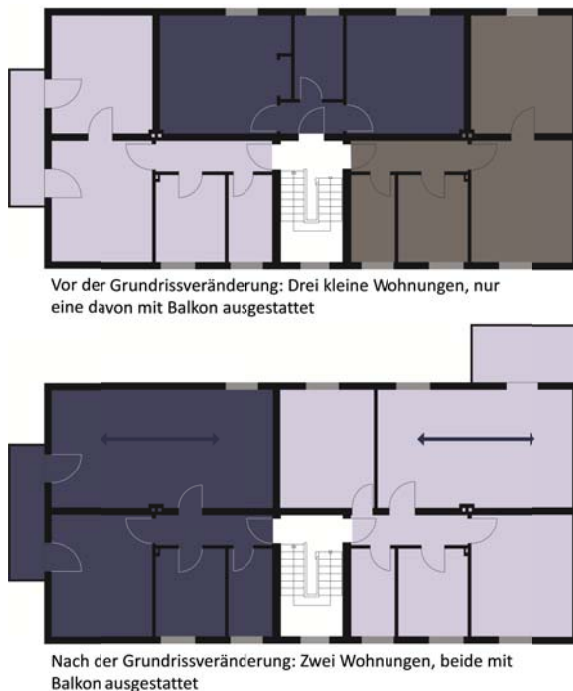 Vor der Grundrissveränderung: Drei kleine Wohnungen, nur
eine davon mit Balkon ausgestattet
Nach der Grundrissveränderung: Zwei Wohnungen, beide mit
Balkon ausgestattet